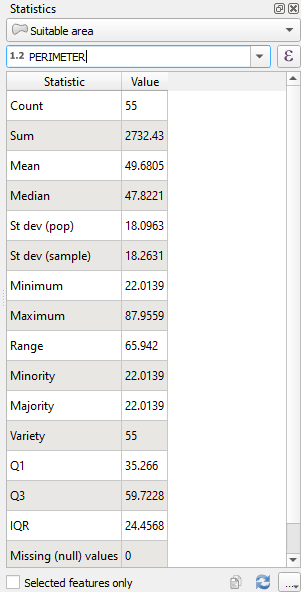 Statistics
Suitable area
1.2 PERIMETER
ε
Statistic Value
Count 55
Sum 2732.43
Mean 49.6805
Median 47.8221
St dev (pop) 18.0963
St dev (sample) 18.2631
Minimum 22.0139
Maximum 87.9559
Range 65.942
Minority 22.0139
Majority 22.0139
Variety 55
Q1 35.266
Q3 59.7228
IQR 24.4568
Missing (null) values 0
Selected features only
...